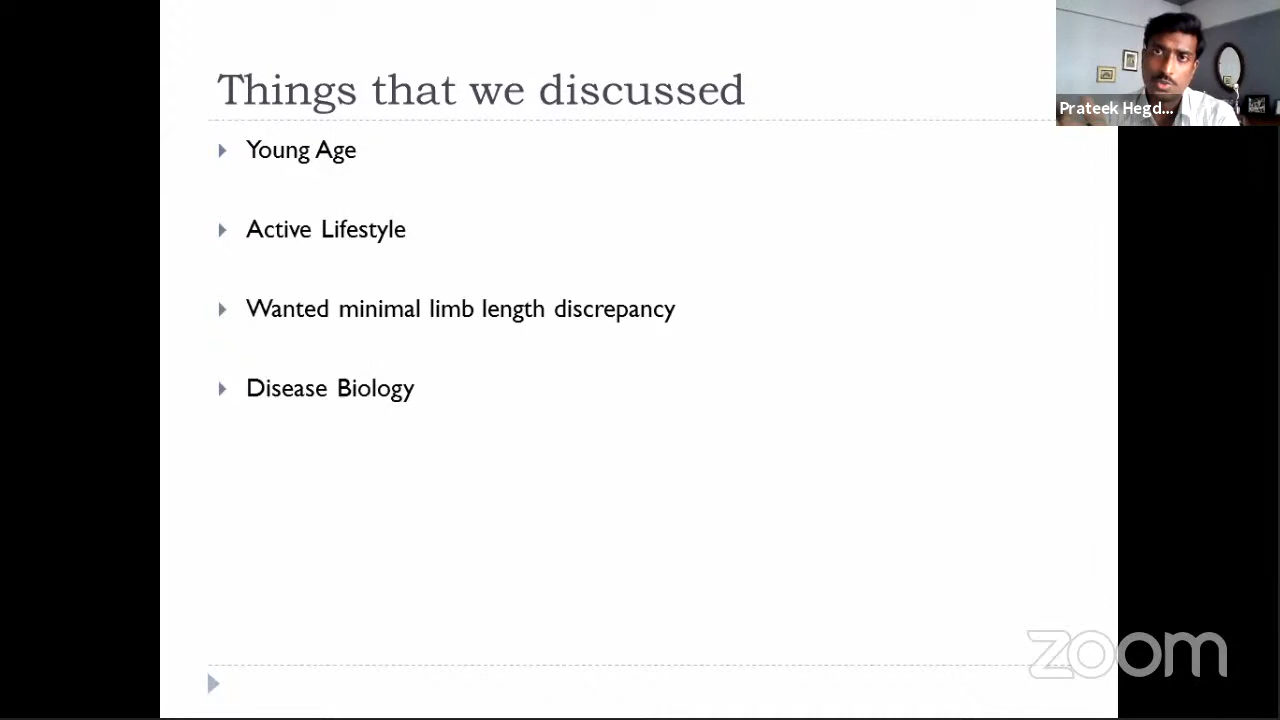 Things that we discussed
Prateek Hegd...
Young Age
Active Lifestyle
Wanted minimal limb length discrepancy
Disease Biology
zoom